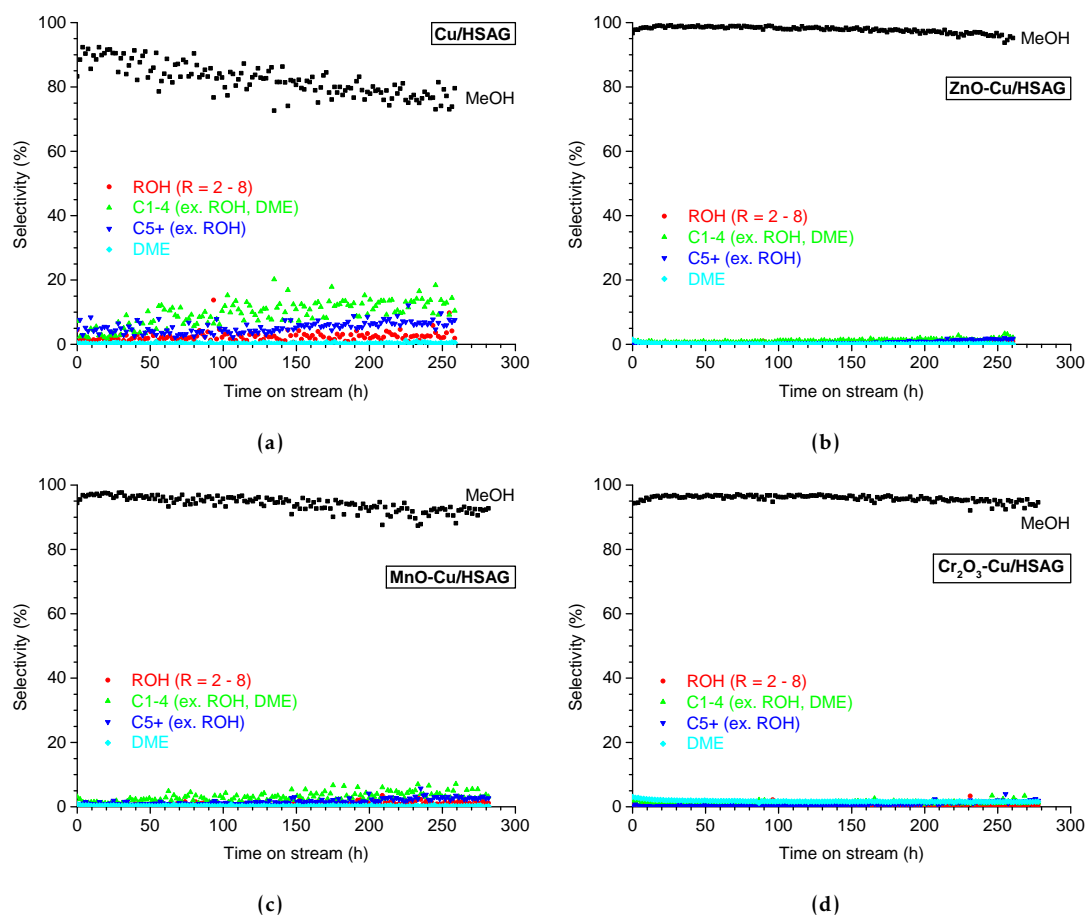 100
80
60
40
20
0
Selectivity (%)
Cu/HSAG
MeOH
ROH (R = 2 - 8)
C1-4 (ex. ROH, DME)
C5+ (ex. ROH)
DME
0 50 100 150 200 250 300
Time on stream (h)
(a)
100
80
60
40
20
0
Selectivity (%)
MeOH
ZnO-Cu/HSAG
ROH (R = 2 - 8)
C1-4 (ex. ROH, DME)
C5+ (ex. ROH)
DME
0 50 100 150 200 250 300
Time on stream (h)
(b)
100
80
60
40
20
0
Selectivity (%)
MeOH
MnO-Cu/HSAG
ROH (R = 2 - 8)
C1-4 (ex. ROH, DME)
C5+ (ex. ROH)
DME
0 50 100 150 200 250 300
Time on stream (h)
(c)
100
80
60
40
20
0
Selectivity (%)
MeOH
Cr₂O₃-Cu/HSAG
ROH (R = 2 - 8)
C1-4 (ex. ROH, DME)
C5+ (ex. ROH)
DME
0 50 100 150 200 250 300
Time on stream (h)
(d)